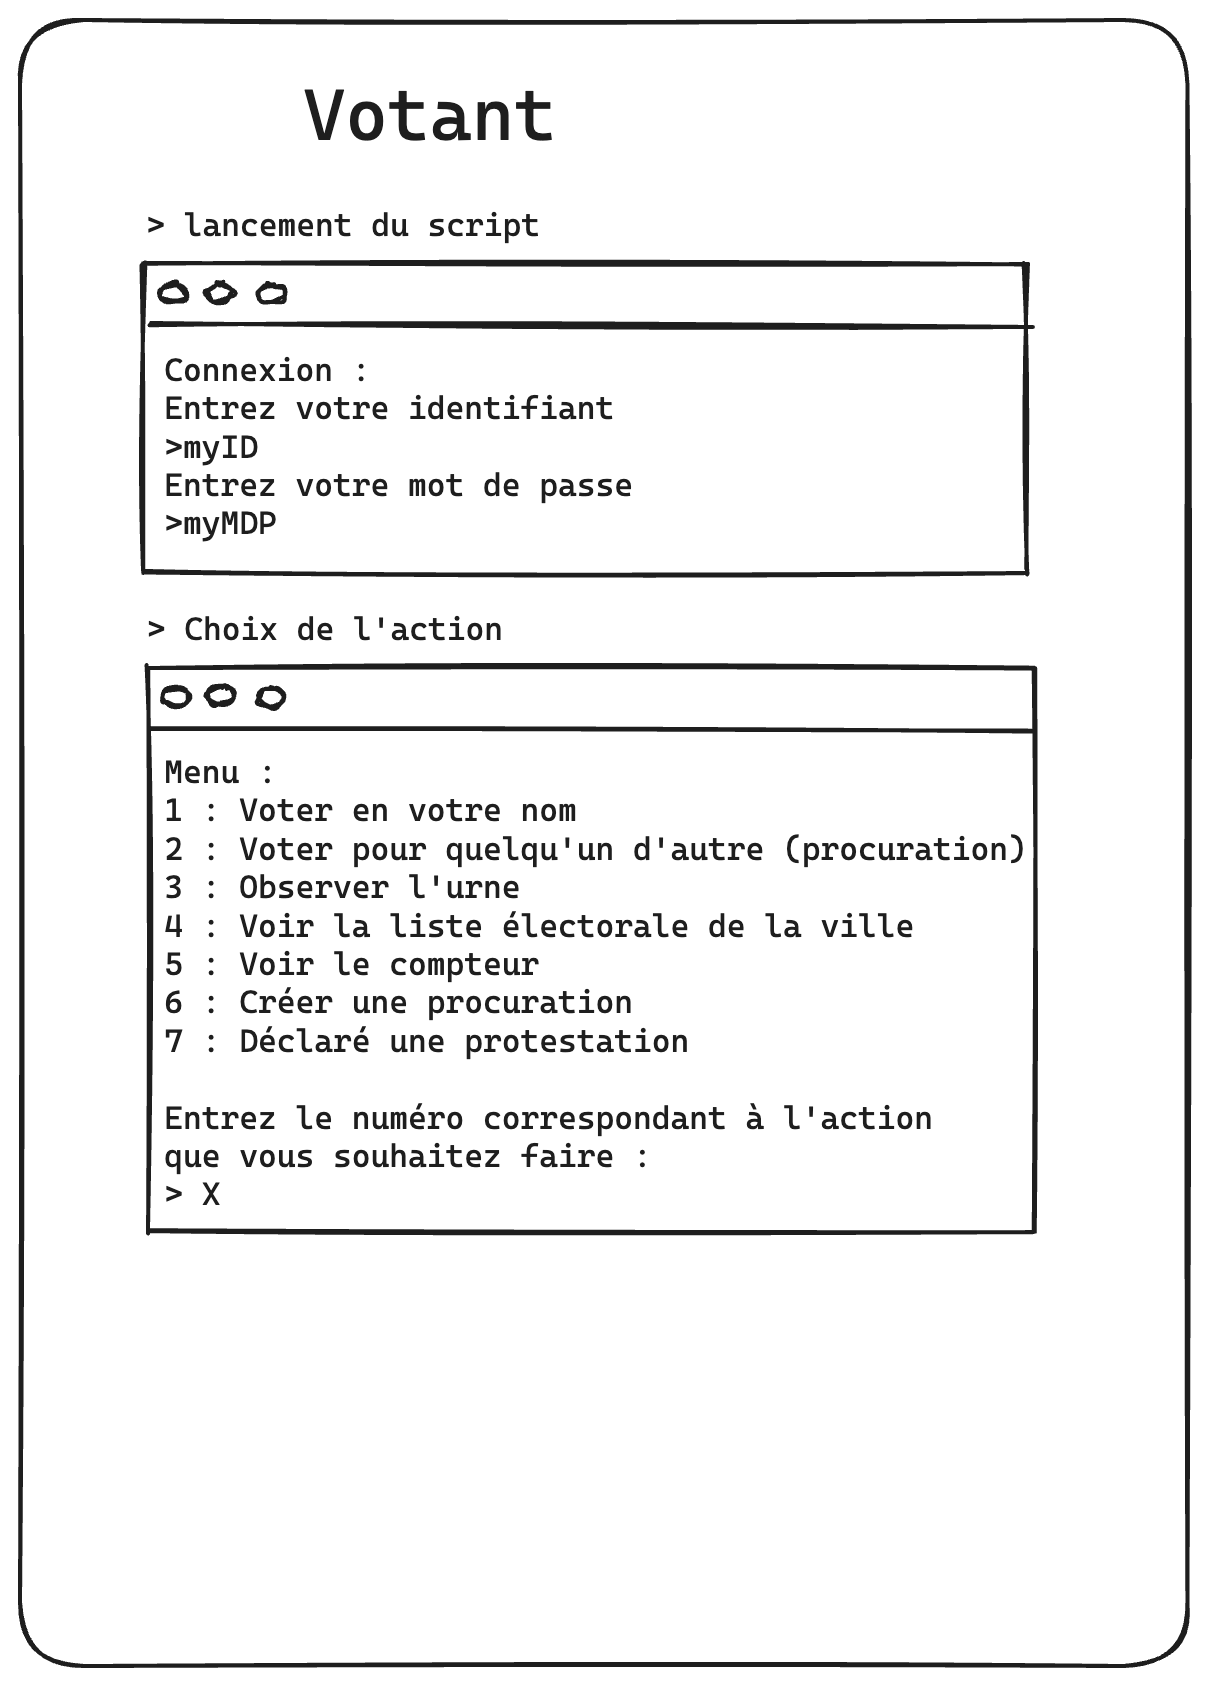 Votant
> lancement du script
Connexion :
Entrez votre identifiant
>myID
Entrez votre mot de passe
>myMDP
> Choix de l'action
Menu :
1 : Voter en votre nom
2 : Voter pour quelqu'un d'autre (procuration)
3 : Observer l'urne
4 : Voir la liste électorale de la ville
5 : Voir le compteur
6 : Créer une procuration
7 : Déclaré une protestation
Entrez le numéro correspondant à l'action
que vous souhaitez faire :
> X